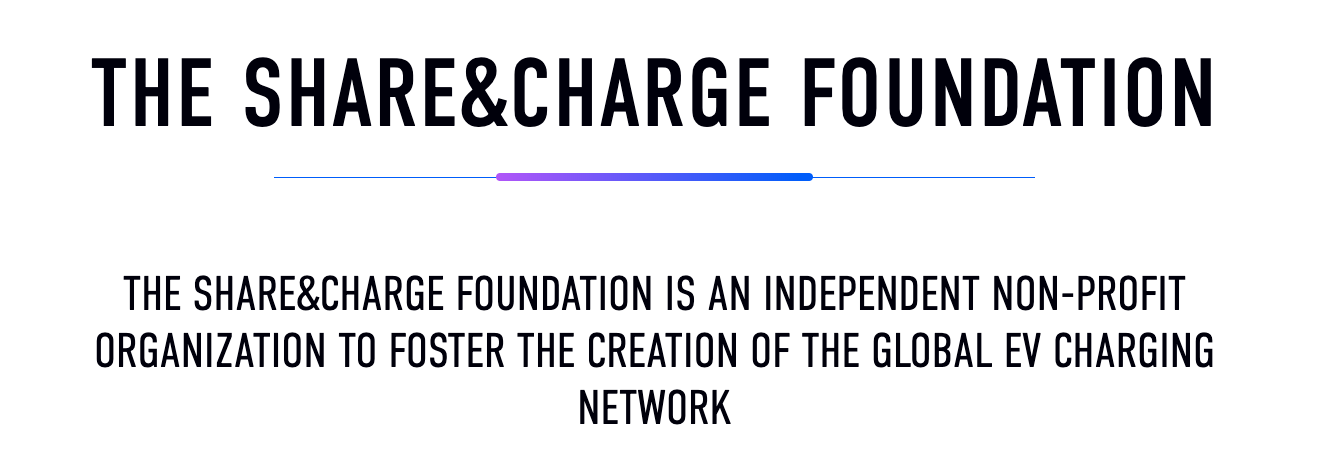 THE SHARE&CHARGE FOUNDATION
THE SHARE&CHARGE FOUNDATION IS AN INDEPENDENT NON-PROFIT
ORGANIZATION TO FOSTER THE CREATION OF THE GLOBAL EV CHARGING
NETWORK